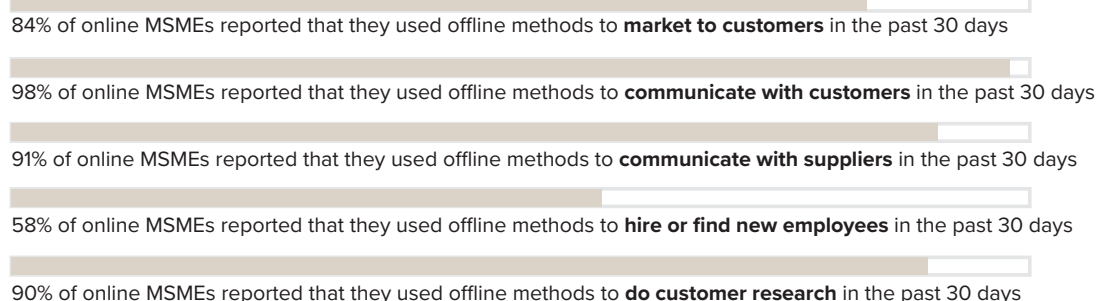 84% of online MSMEs reported that they used offline methods to market to customers in the past 30 days
98% of online MSMEs reported that they used offline methods to communicate with customers in the past 30 days
91% of online MSMEs reported that they used offline methods to communicate with suppliers in the past 30 days
58% of online MSMEs reported that they used offline methods to hire or find new employees in the past 30 days
90% of online MSMEs reported that they used offline methods to do customer research in the past 30 days